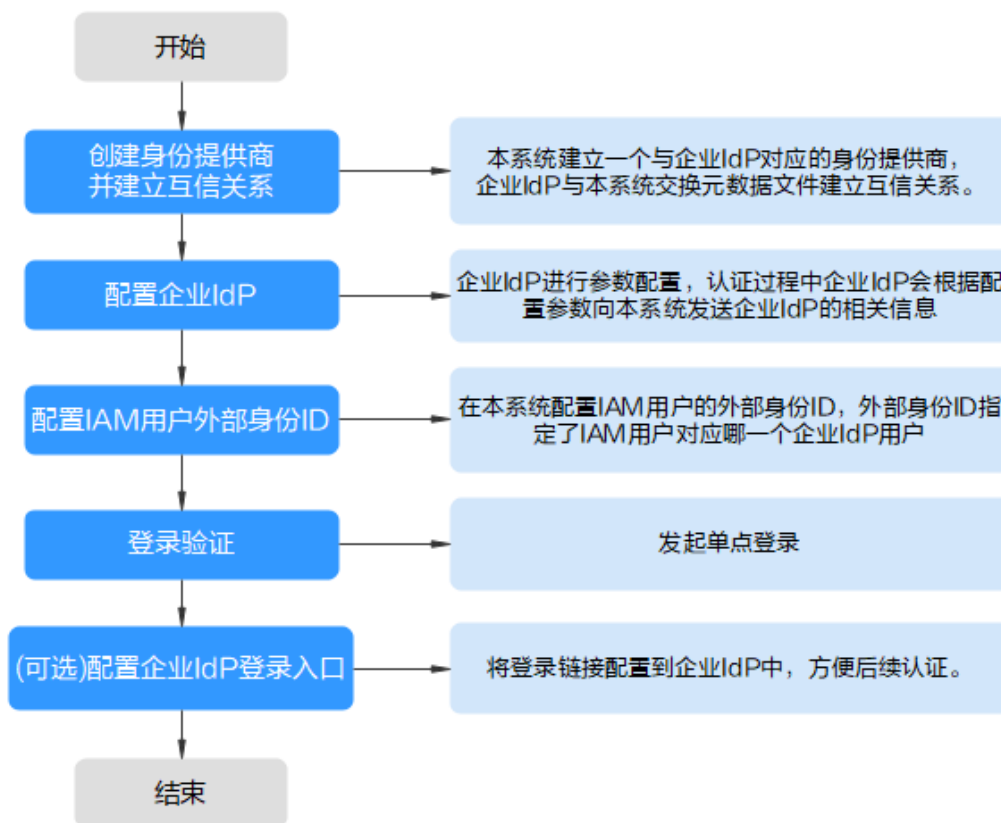 开始
创建身份提供商
并建立互信关系
本系统建立一个与企业IdP对应的身份提供商，
企业IdP与本系统交换元数据文件建立互信关系。
配置企业IdP
企业IdP进行参数配置，认证过程中企业IdP会根据配
置参数向本系统发送企业IdP的相关信息
配置IAM用户外部身份ID
在本系统配置IAM用户的外部身份ID，外部身份ID指
定了IAM用户对应哪一个企业IdP用户
登录验证
发起单点登录
(可选)配置企业IdP登录入口
将登录链接配置到企业IdP中，方便后续认证。
结束